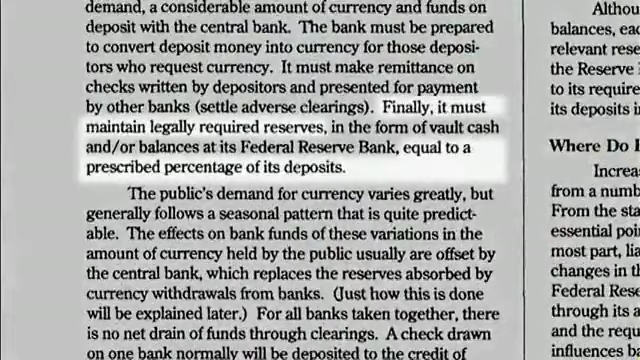 demand, a considerable amount of currency and funds on
deposit with the central bank. The bank must be prepared
to convert deposit money into currency for those deposi-
tors who request currency. It must make remittance on
checks written by depositors and presented for payment
by other banks (settle adverse clearings). Finally, it must
maintain legally required reserves, in the form of vault cash
and/or balances at its Federal Reserve Bank, equal to a
prescribed percentage of its deposits.
The public's demand for currency varies greatly, but
generally follows a seasonal pattern that is quite predict-
able. The effects on bank funds of these variations in the
amount of currency held by the public usually are offset by
the central bank, which replaces the reserves absorbed by
currency withdrawals from banks. (Just how this is done
will be explained later.) For all banks taken together, there
is no net drain of funds through clearings. A check drawn
on one bank normally will be deposited to the credit of
Althou
balances, eac
relevant rese
the Reserve
to its require
its deposits i
Where Do
Increa
from a numb
From the sta
essential poi
most part, lia
changes in th
Federal Rese
through its a
and the requ
influences ba